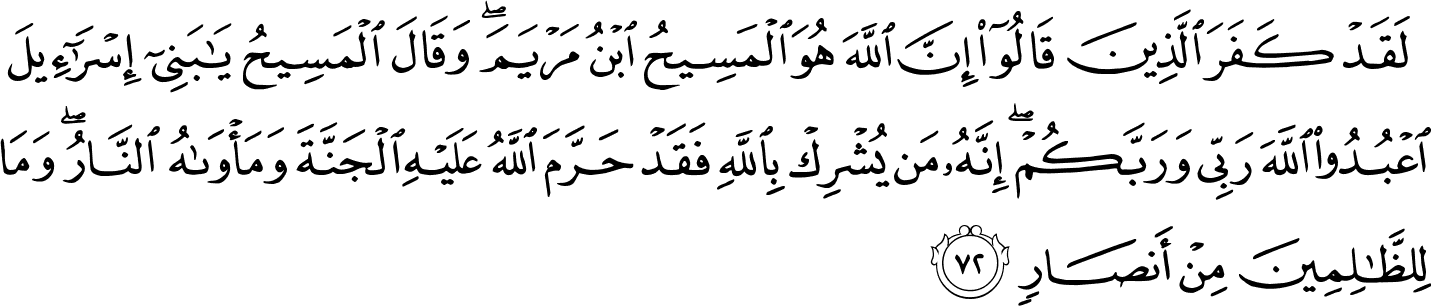 لَقَدْ كَفَرَ ٱلَّذِينَ قَالُوٓا۟ إِنَّ ٱللَّهَ هُوَ ٱلْمَسِيحُ ٱبْنُ مَرْيَمَ ۖ وَقَالَ ٱلْمَسِيحُ يَـٰبَنِىٓ إِسْرَٰٓءِيلَ
ٱعْبُدُوا۟ ٱللَّهَ رَبِّى وَرَبَّكُمْ ۖ إِنَّهُۥ مَن يُشْرِكْ بِٱللَّهِ فَقَدْ حَرَّمَ ٱللَّهُ عَلَيْهِ ٱلْجَنَّةَ وَمَأْوَىٰهُ ٱلنَّارُ ۖ وَمَا
لِلظَّـٰلِمِينَ مِنْ أَنصَارٍ ٧٢